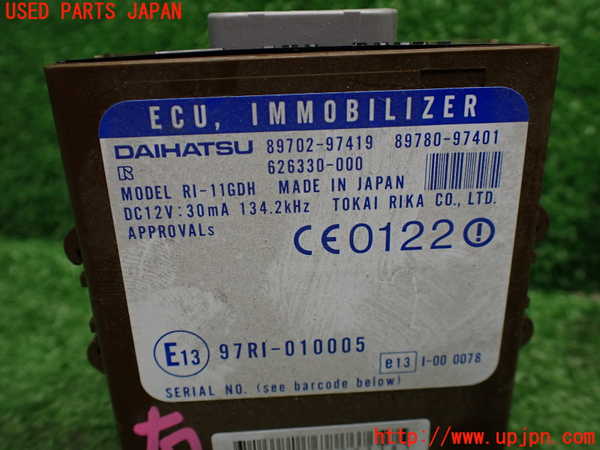 USED PARTS JAPAN
ECU, IMMOBILIZER
DAIHATSU 89702-97419 89780-97401
R 626330-000
MODEL RI-11GDH MADE IN JAPAN
DC12V:30mA 134.2kHz TOKAI RIKA CO., LTD.
APPROVALs
CE0122!
E13 97RI-010005
e13 I-00 0078
SERIAL NO. (see barcode below)
右
http://www.upjpn.com